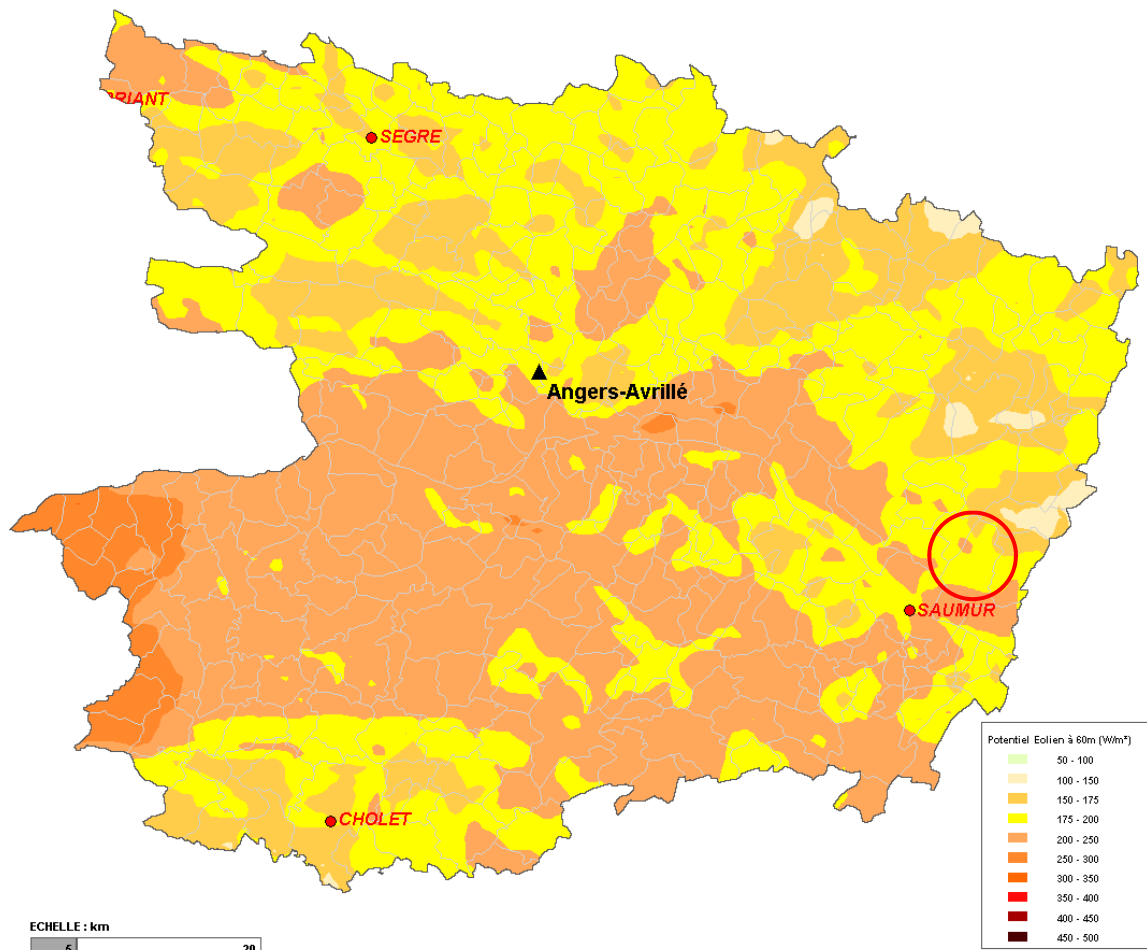 RIANT
SEGRE
Angers-Avrillé
SAUMUR
CHOLET
Potentiel Eolien à 60m (W/m²)
50 - 100
100 - 150
150 - 175
175 - 200
200 - 250
250 - 300
300 - 350
350 - 400
400 - 450
450 - 500
ECHELLE : km
5 20